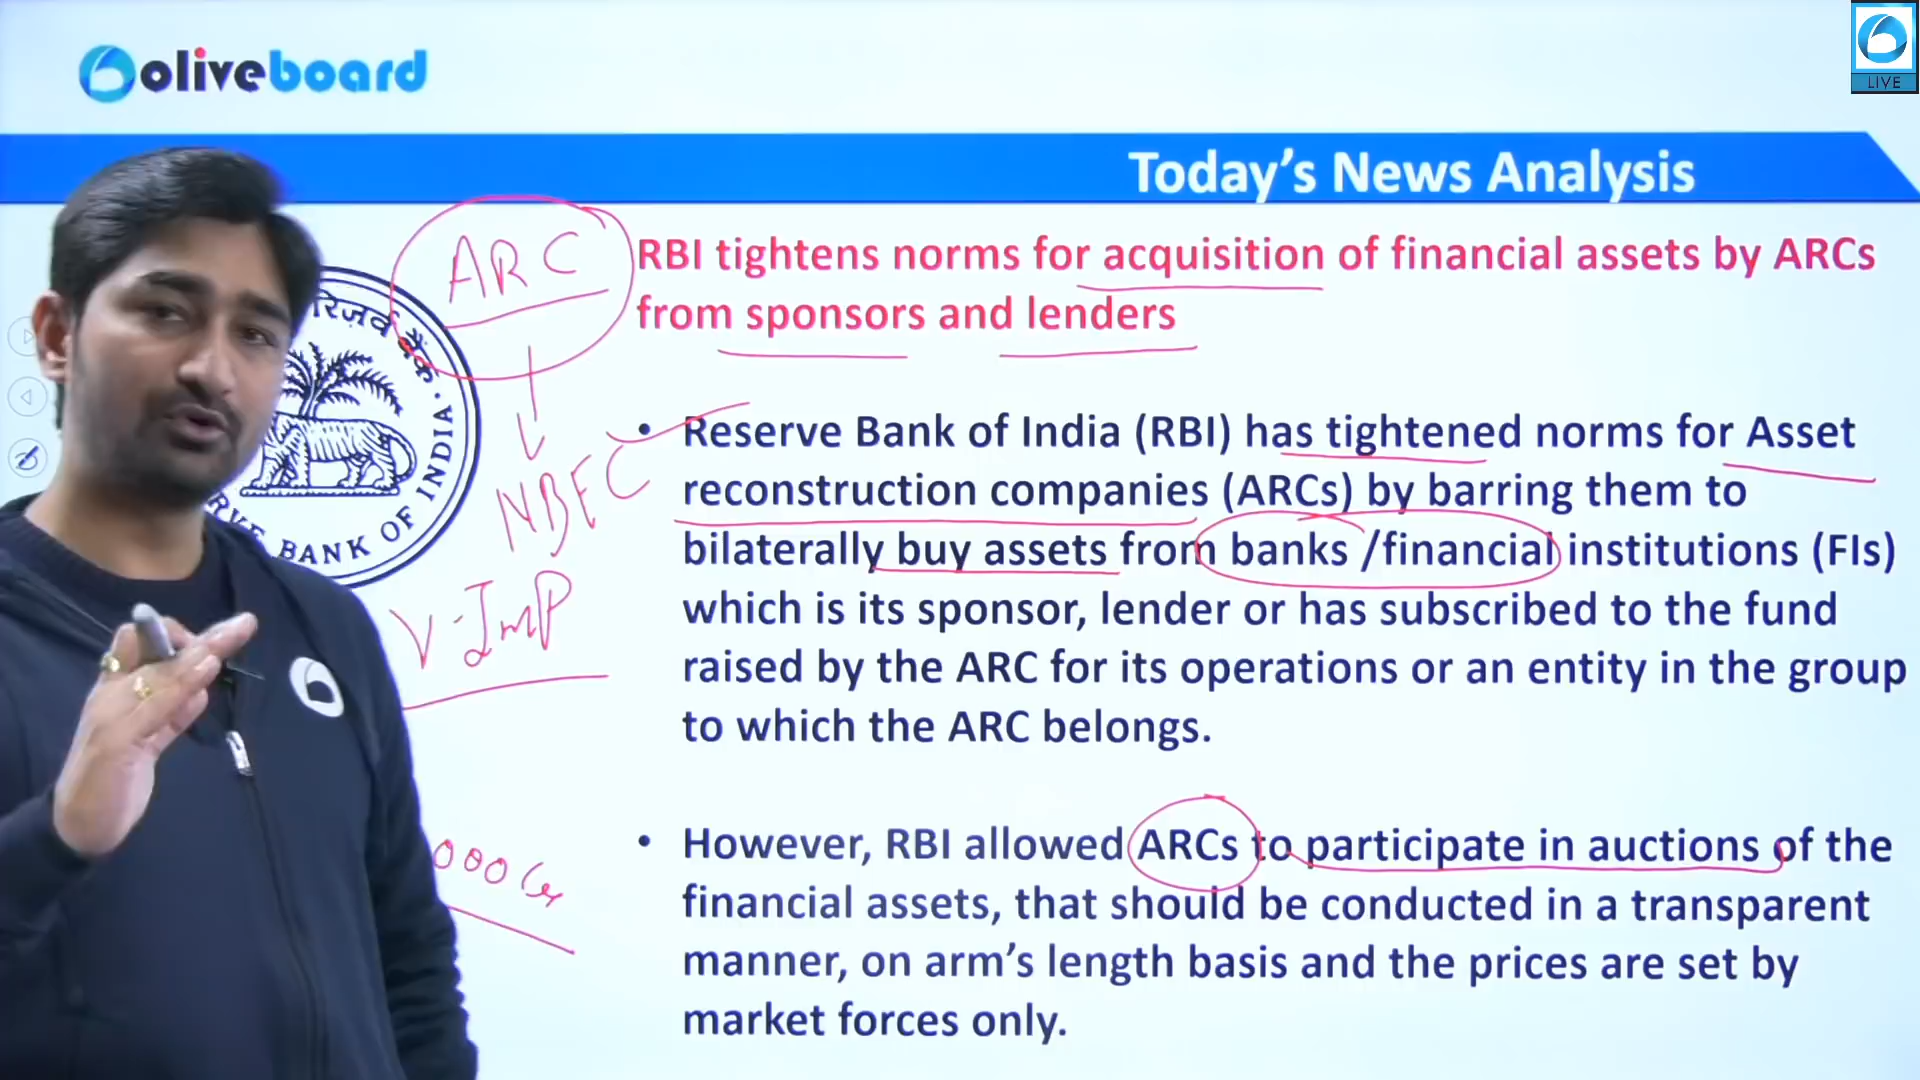 oliveboard
LIVE
Today's News Analysis
ARC
RBI tightens norms for acquisition of financial assets by ARCs
from sponsors and lenders
रिज़र्व बैंक
BANK OF INDIA
NBFC
V. Imp
000 Cr
• Reserve Bank of India (RBI) has tightened norms for Asset
reconstruction companies (ARCs) by barring them to
bilaterally buy assets from banks /financial institutions (FIs)
which is its sponsor, lender or has subscribed to the fund
raised by the ARC for its operations or an entity in the group
to which the ARC belongs.
• However, RBI allowed ARCs to participate in auctions of the
financial assets, that should be conducted in a transparent
manner, on arm's length basis and the prices are set by
market forces only.